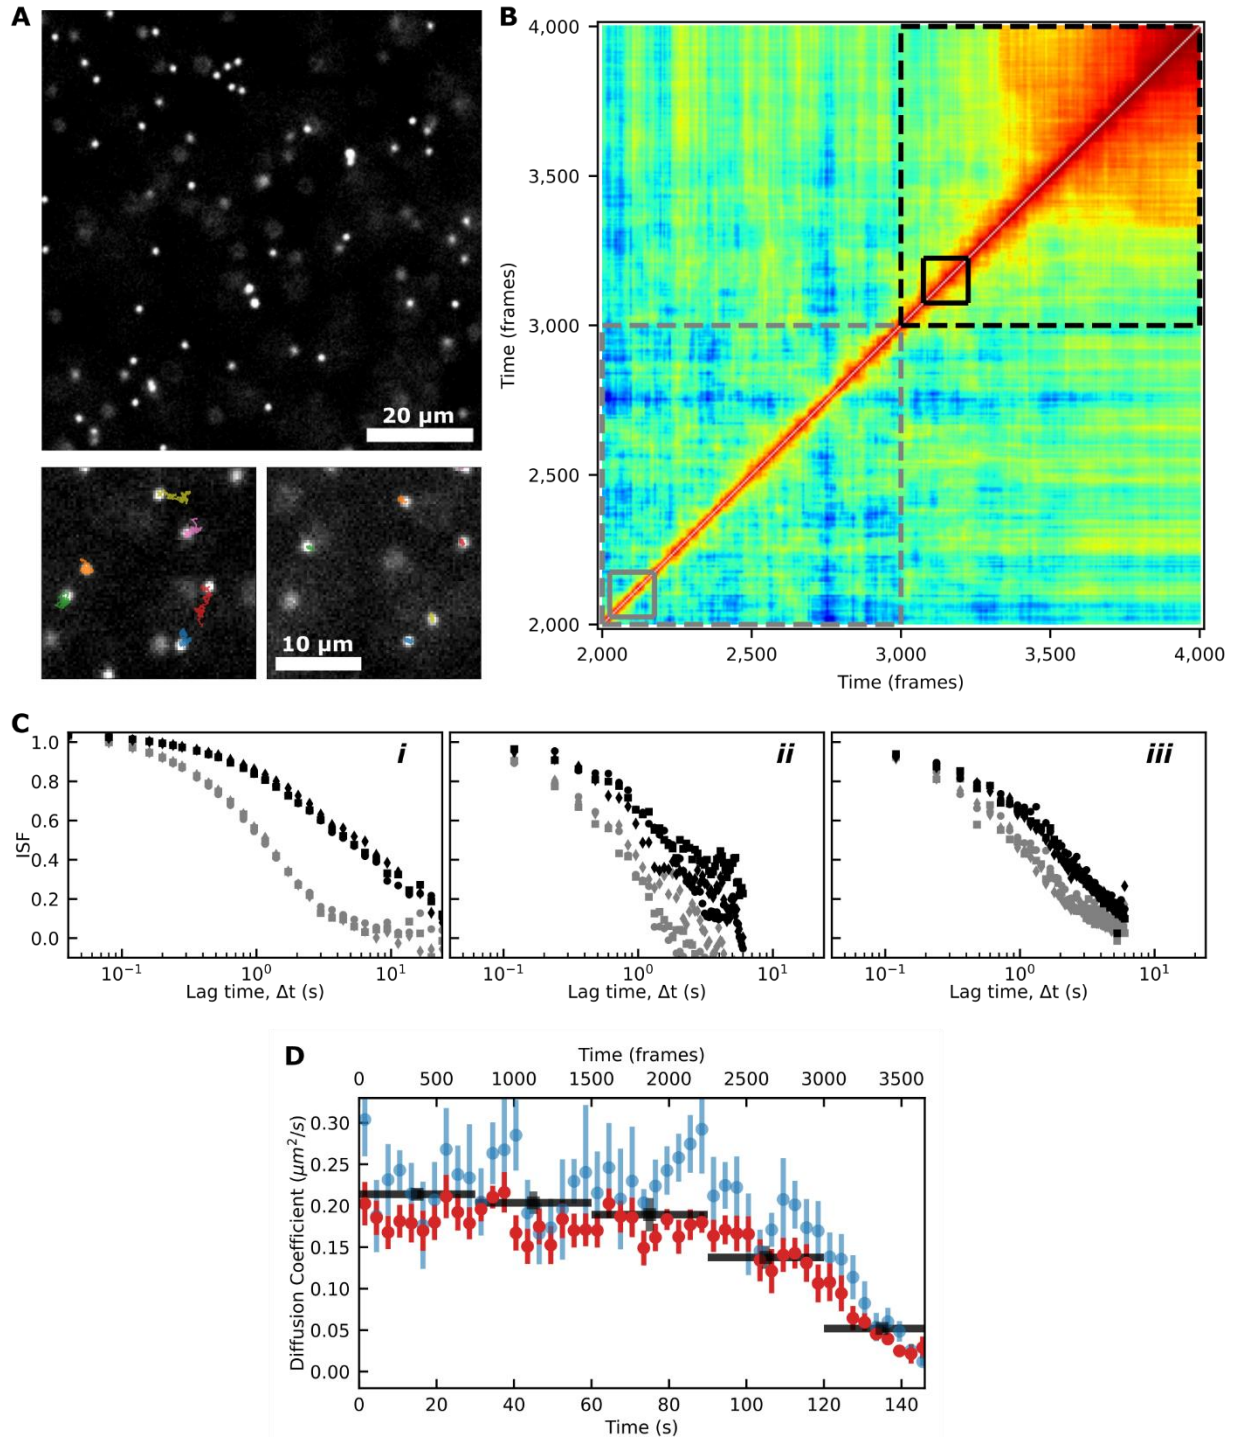 A
20 μm
10 μm
B
4,000
3,500
3,000
2,500
2,000
Time (frames)
2,000 2,500 3,000 3,500 4,000
Time (frames)
C
1.0
0.8
0.6
0.4
0.2
0.0
ISF
i
ii
iii
10⁻¹ 10⁰ 10¹
Lag time, Δt (s)
10⁻¹ 10⁰ 10¹
Lag time, Δt (s)
10⁻¹ 10⁰ 10¹
Lag time, Δt (s)
D
Time (frames)
0 500 1000 1500 2000 2500 3000 3500
0.30
0.25
0.20
0.15
0.10
0.05
0.00
Diffusion Coefficient (μm²/s)
0 20 40 60 80 100 120 140
Time (s)